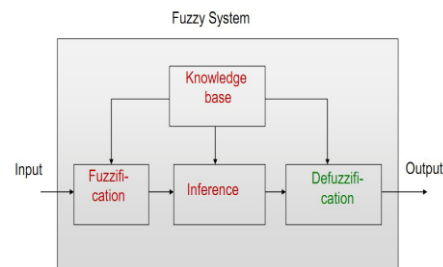 Fuzzy System
Knowledge
base
Input
Fuzzifi-
cation
Inference
Defuzzifi-
cation
Output